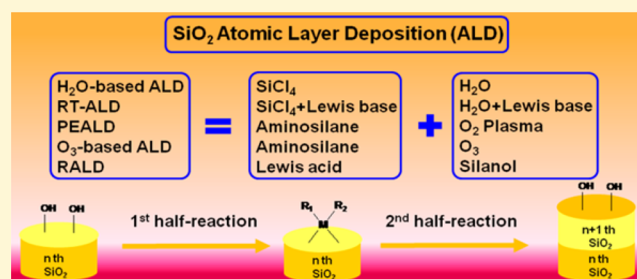 SiO₂ Atomic Layer Deposition (ALD)
H₂O-based ALD
RT-ALD
PEALD
O₃-based ALD
RALD
=
SiCl₄
SiCl₄+Lewis base
Aminosilane
Aminosilane
Lewis acid
+
H₂O
H₂O+Lewis base
O₂ Plasma
O₃
Silanol
OH OH
n th
SiO₂
1st half-reaction
R₁ R₂
M
n th
SiO₂
2nd half-reaction
OH OH
n+1 th
SiO₂
n th
SiO₂